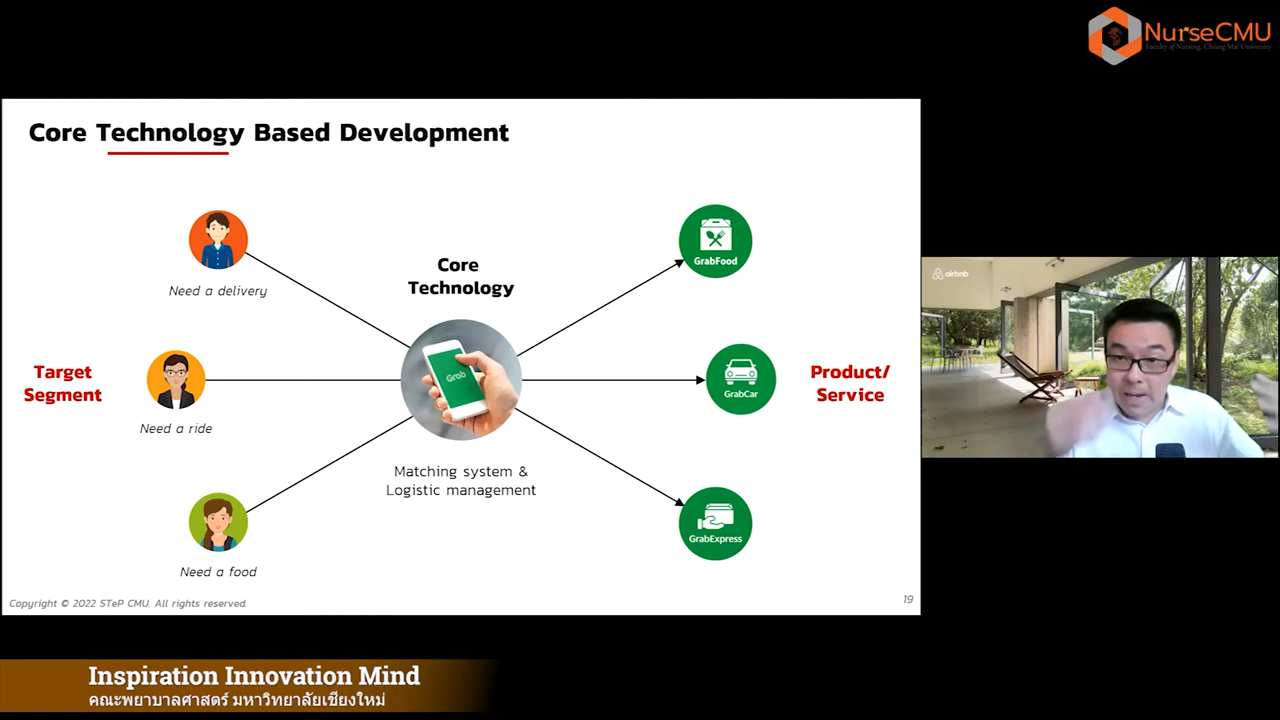 NurseCMU
Faculty of Nursing, Chiang Mai University
Core Technology Based Development
Need a delivery
Core
Technology
GrabFood
airbnb
Target
Segment
Need a ride
Grab
GrabCar
Product/
Service
Matching system &
Logistic management
Need a food
GrabExpress
Copyright © 2022 STeP CMU. All rights reserved.
19
Inspiration Innovation Mind
คณะพยาบาลศาสตร์ มหาวิทยาลัยเชียงใหม่